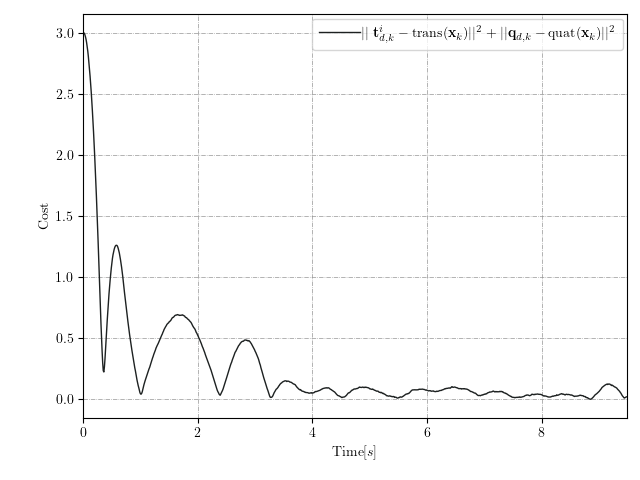 || t^i_{d,k} − trans(x_k)||^2 + ||q_{d,k} − quat(x_k)||^2
3.0
2.5
2.0
1.5
1.0
0.5
0.0
Cost
0 2 4 6 8
Time[s]